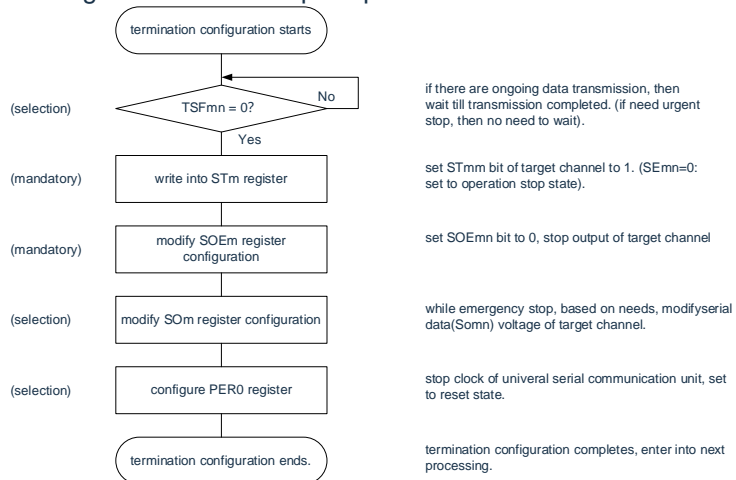 termination configuration starts
No
if there are ongoing data transmission, then
wait till transmission completed. (if need urgent
stop, then no need to wait).
(selection)
TSFmn = 0?
Yes
(mandatory)
write into STm register
set STmm bit of target channel to 1. (SEmn=0:
set to operation stop state).
(mandatory)
modify SOEm register
configuration
set SOEmn bit to 0, stop output of target channel
(selection)
modify SOm register configuration
while emergency stop, based on needs, modifyserial
data(Somn) voltage of target channel.
(selection)
configure PER0 register
stop clock of univeral serial communication unit, set
to reset state.
termination configuration ends.
termination configuration completes, enter into next
processing.